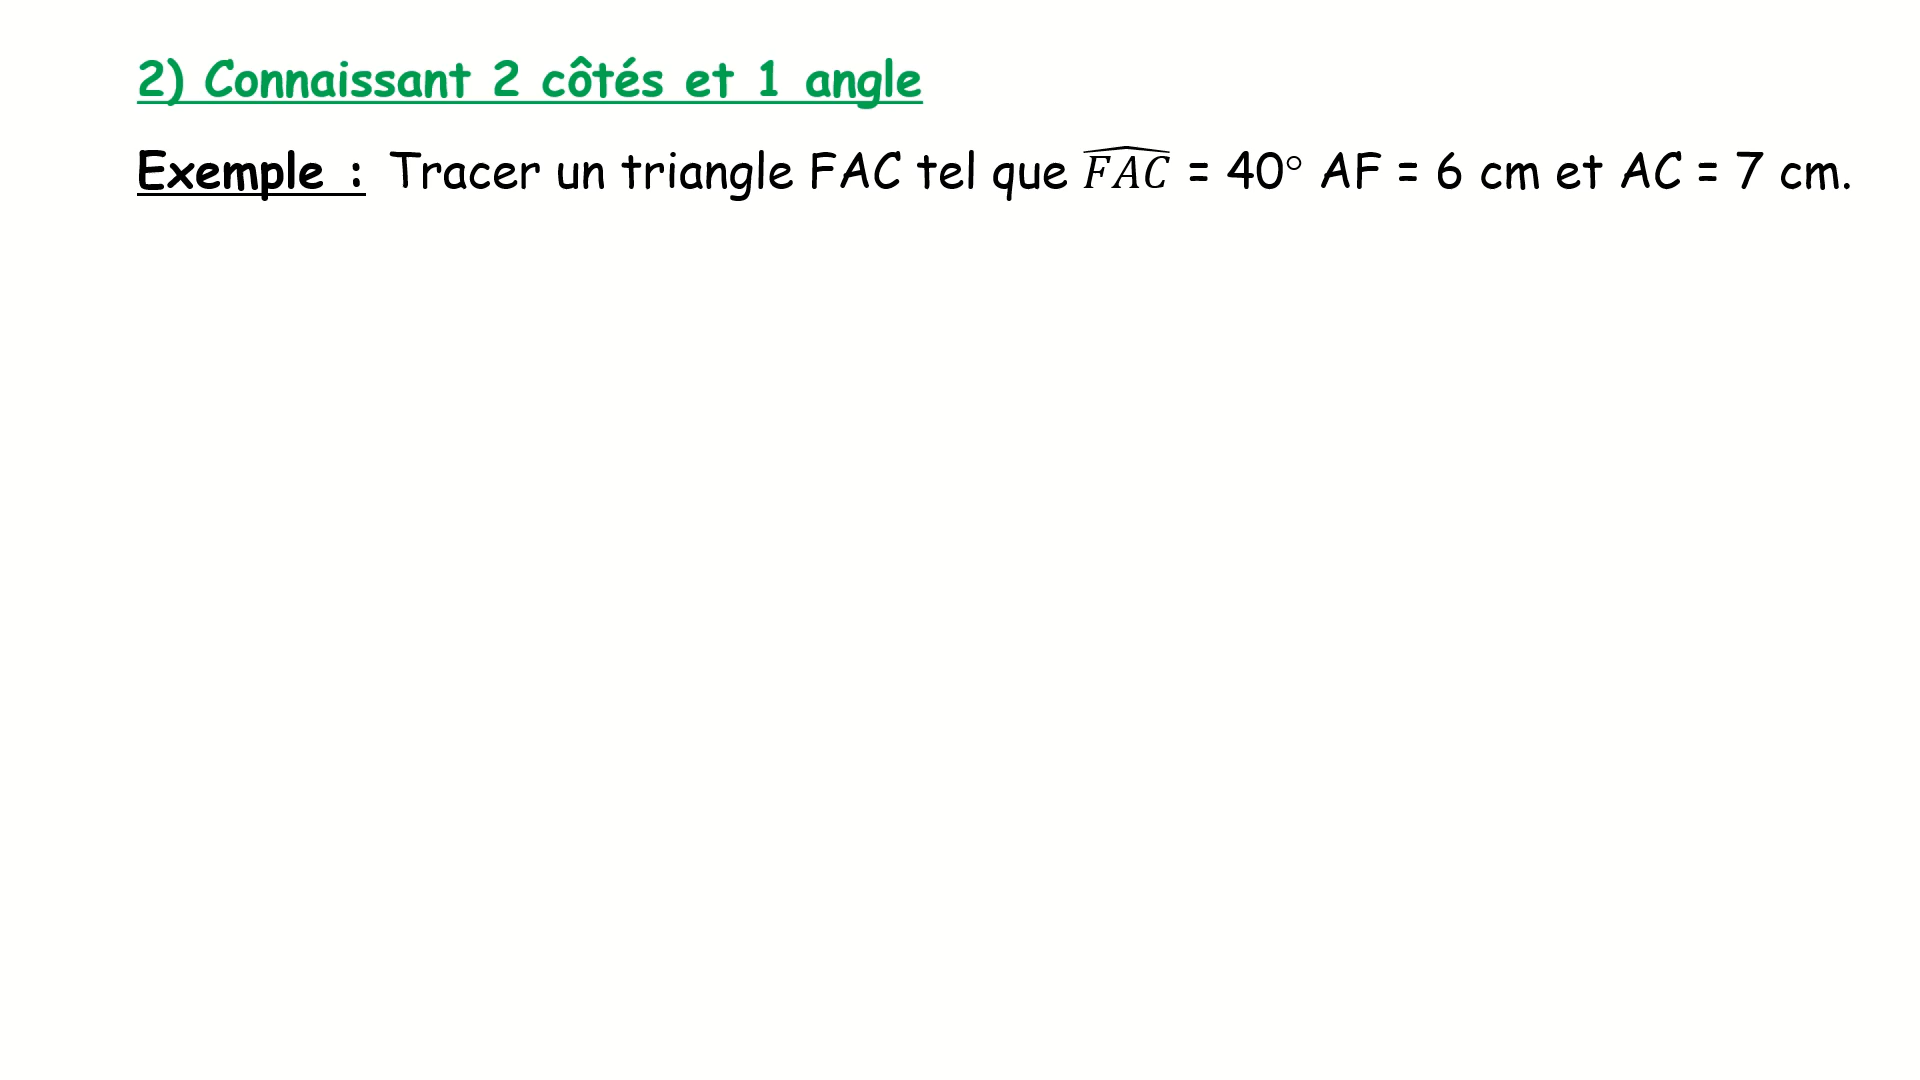 2) Connaissant 2 côtés et 1 angle
Exemple : Tracer un triangle FAC tel que \widehat{FAC} = 40° AF = 6 cm et AC = 7 cm.